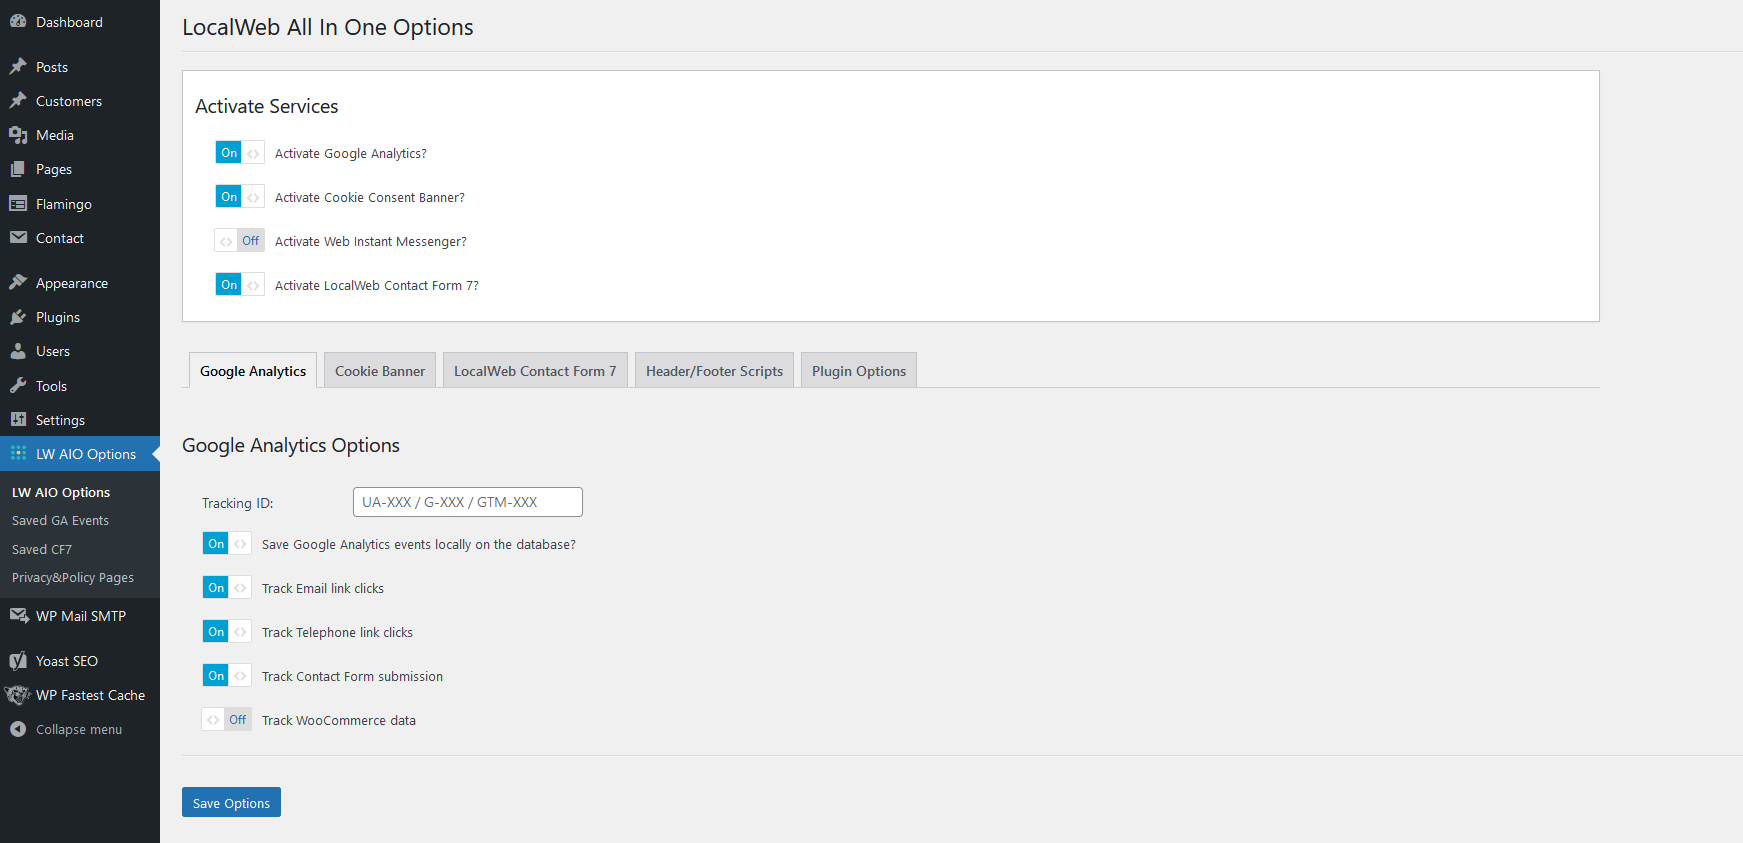 Dashboard
Posts
Customers
Media
Pages
Flamingo
Contact
Appearance
Plugins
Users
Tools
Settings
LW AIO Options
LW AIO Options
Saved GA Events
Saved CF7
Privacy&Policy Pages
WP Mail SMTP
Yoast SEO
WP Fastest Cache
Collapse menu
LocalWeb All In One Options
Activate Services
On Activate Google Analytics?
On Activate Cookie Consent Banner?
Off Activate Web Instant Messenger?
On Activate LocalWeb Contact Form 7?
Google Analytics Cookie Banner LocalWeb Contact Form 7 Header/Footer Scripts Plugin Options
Google Analytics Options
Tracking ID: UA-XXX / G-XXX / GTM-XXX
On Save Google Analytics events locally on the database?
On Track Email link clicks
On Track Telephone link clicks
On Track Contact Form submission
Off Track WooCommerce data
Save Options